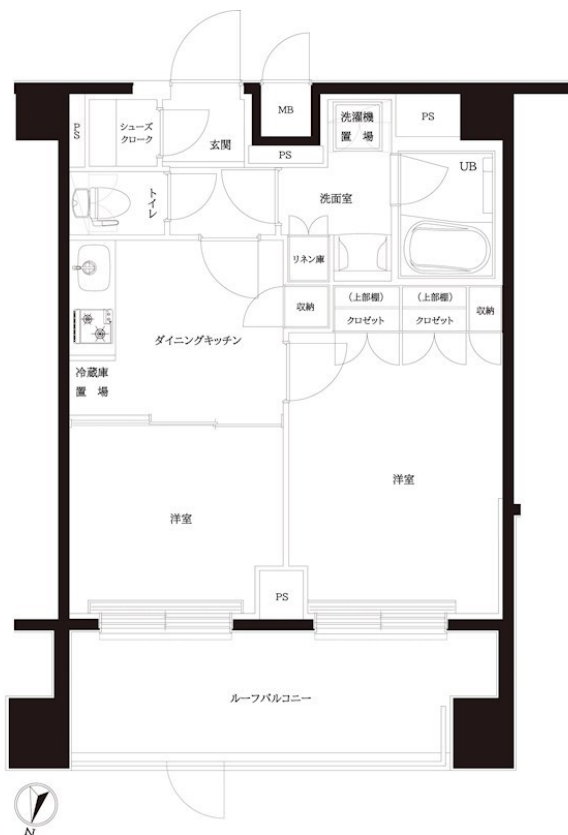 MB
PS
シューズ
クローク
玄関
PS
洗濯機
置 場
PS
トイレ
洗面室
UB
リネン庫
収納
(上部棚)
クロゼット
(上部棚)
クロゼット
収納
ダイニングキッチン
冷蔵庫
置 場
洋室
洋室
PS
ルーフバルコニー
N